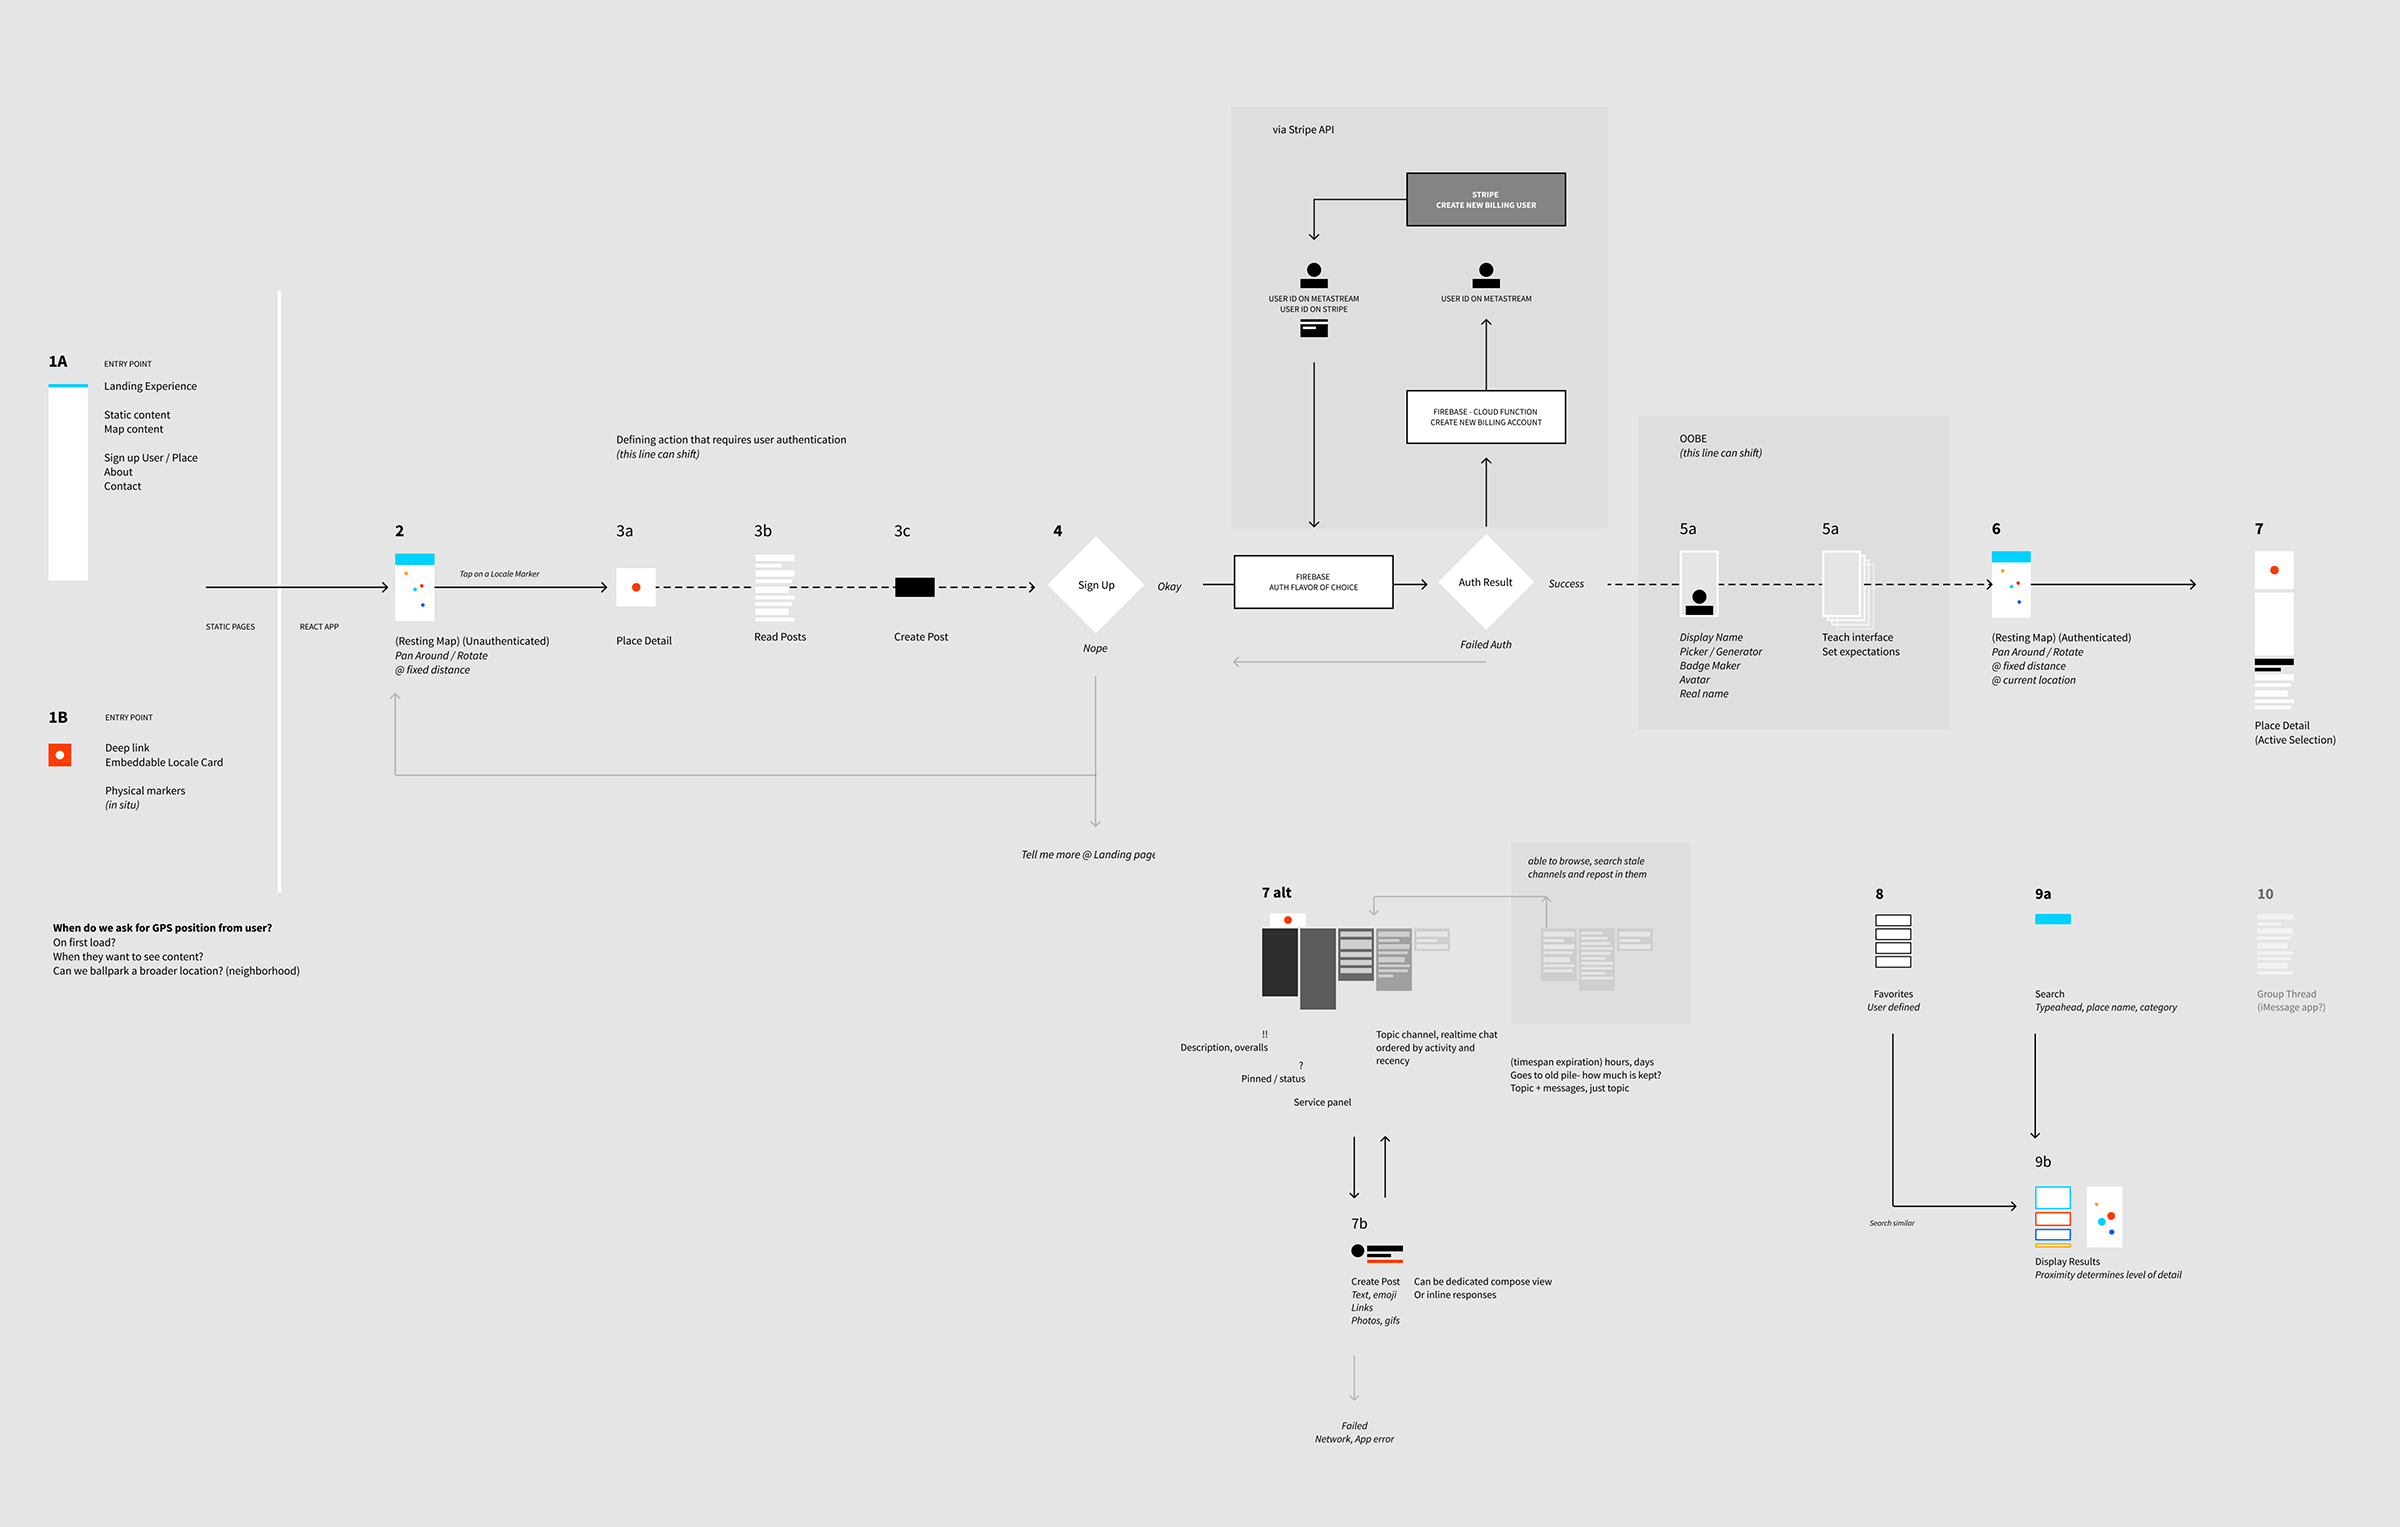 via Stripe API
STRIPE
CREATE NEW BILLING USER
USER ID ON METASTREAM
USER ID ON STRIPE
USER ID ON METASTREAM
FIREBASE - CLOUD FUNCTION
CREATE NEW BILLING ACCOUNT
1A
ENTRY POINT
Landing Experience
Static content
Map content
Sign up User / Place
About
Contact
STATIC PAGES
REACT APP
1B
ENTRY POINT
Deep link
Embeddable Locale Card
Physical markers
(in situ)
When do we ask for GPS position from user?
On first load?
When they want to see content?
Can we ballpark a broader location? (neighborhood)
2
(Resting Map) (Unauthenticated)
Pan Around / Rotate
@ fixed distance
Tap on a Locale Marker
Defining action that requires user authentication
(this line can shift)
3a
Place Detail
3b
Read Posts
3c
Create Post
4
Sign Up
Okay
Nope
Tell me more @ Landing page
FIREBASE
AUTH FLAVOR OF CHOICE
Auth Result
Success
Failed Auth
OOBE
(this line can shift)
5a
Display Name
Picker / Generator
Badge Maker
Avatar
Real name
5a
Teach interface
Set expectations
6
(Resting Map) (Authenticated)
Pan Around / Rotate
@ fixed distance
@ current location
7
Place Detail
(Active Selection)
7 alt
able to browse, search stale
channels and repost in them
!!
Description, overalls
?
Pinned / status
Service panel
Topic channel, realtime chat
ordered by activity and
recency
(timespan expiration) hours, days
Goes to old pile- how much is kept?
Topic + messages, just topic
7b
Create Post
Text, emoji
Links
Photos, gifs
Can be dedicated compose view
Or inline responses
Failed
Network, App error
8
Favorites
User defined
Search similar
9a
Search
Typeahead, place name, category
9b
Display Results
Proximity determines level of detail
10
Group Thread
(iMessage app?)